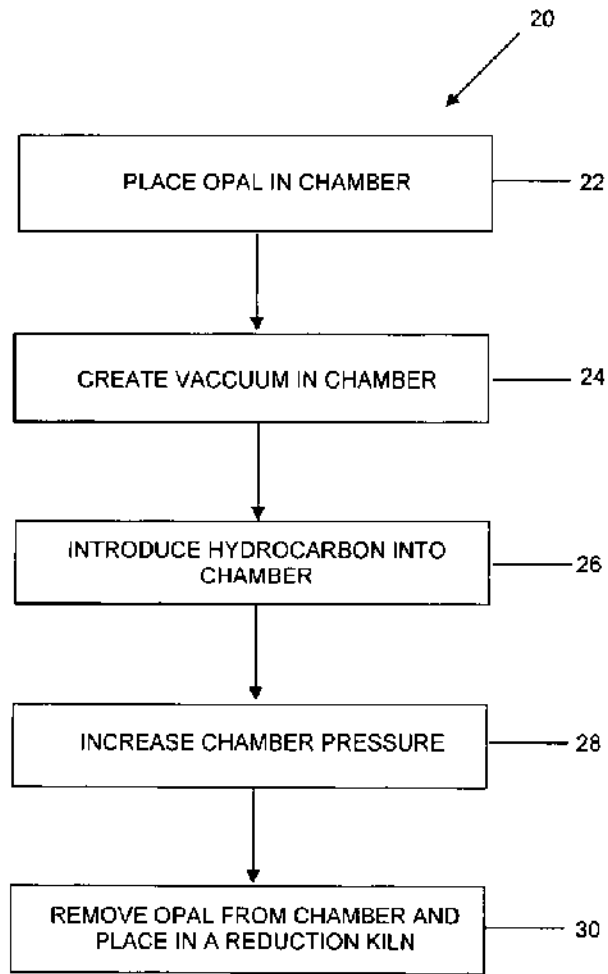 20
PLACE OPAL IN CHAMBER
22
CREATE VACCUUM IN CHAMBER
24
INTRODUCE HYDROCARBON INTO
CHAMBER
26
INCREASE CHAMBER PRESSURE
28
REMOVE OPAL FROM CHAMBER AND
PLACE IN A REDUCTION KILN
30